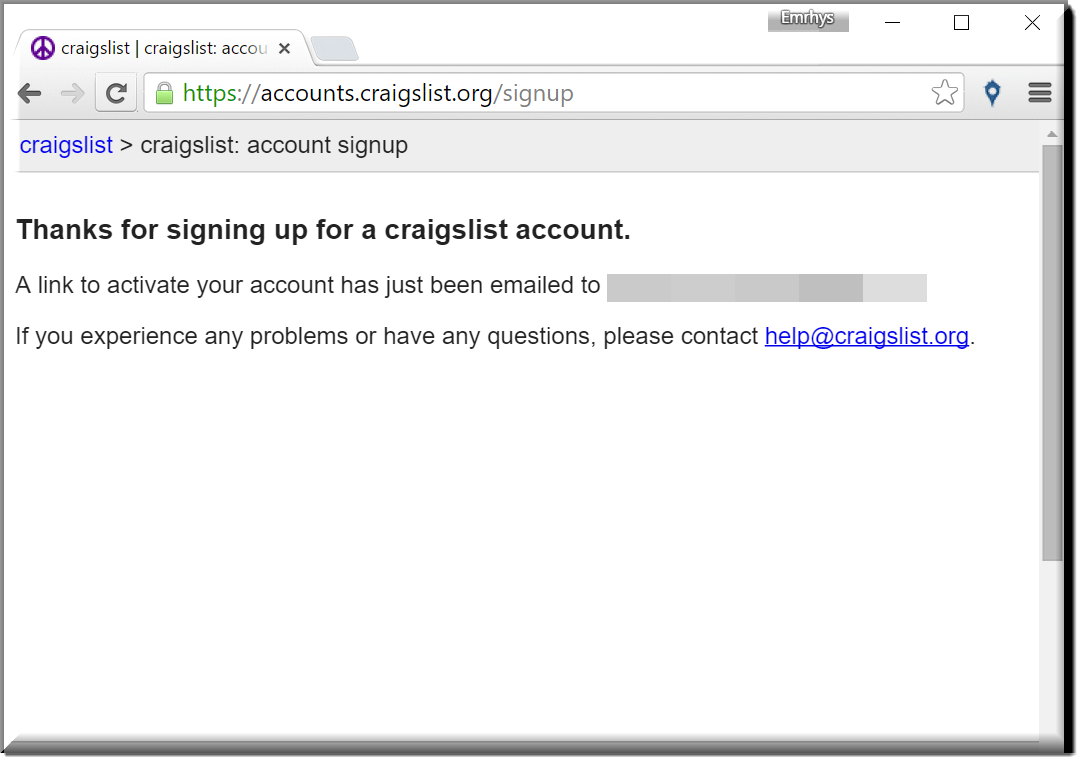 Emrhys
craigslist | craigslist: accou
https://accounts.craigslist.org/signup
craigslist > craigslist: account signup
Thanks for signing up for a craigslist account.
A link to activate your account has just been emailed to
If you experience any problems or have any questions, please contact help@craigslist.org.